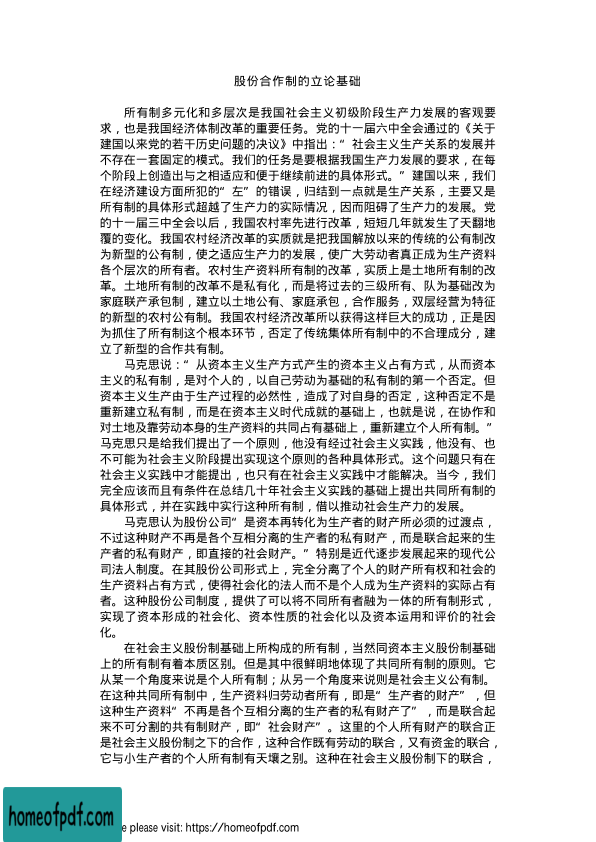 股份合作制的立论基础
所有制多元化和多层次是我国社会主义初级阶段生产力发展的客观要
求，也是我国经济体制改革的重要任务。党的十一届六中全会通过的《关于
建国以来党的若干历史问题的决议》中指出：”社会主义生产关系的发展并
不存在一套固定的模式。我们的任务是要根据我国生产力发展的要求，在每
个阶段上创造出与之相适应和便于继续前进的具体形式。”建国以来，我们
在经济建设方面所犯的”左”的错误，归结到一点就是生产关系，主要又是
所有制的具体形式超越了生产力的实际情况，因而阻碍了生产力的发展。党
的十一届三中全会以后，我国农村率先进行改革，短短几年就发生了天翻地
覆的变化。我国农村经济改革的实质就是把我国解放以来的传统的公有制改
为新型的公有制，使之适应生产力的发展，使广大劳动者真正成为生产资料
各个层次的所有者。农村生产资料所有制的改革，实质上是土地所有制的改
革。土地所有制的改革不是私有化，而是将过去的三级所有、队为基础改为
家庭联产承包制，建立以土地公有、家庭承包，合作服务，双层经营为特征
的新型的农村公有制。我国农村经济改革所以获得这样巨大的成功，正是因
为抓住了所有制这个根本环节，否定了传统集体所有制中的不合理成分，建
立了新型的合作共有制。
马克思说：”从资本主义生产方式产生的资本主义占有方式，从而资本
主义的私有制，是对个人的，以自己劳动为基础的私有制的第一个否定。但
资本主义生产由于生产过程的必然性，造成了对自身的否定，这种否定不是
重新建立私有制，而是在资本主义时代成就的基础上，也就是说，在协作和
对土地及靠劳动本身的生产资料的共同占有基础上，重新建立个人所有制。”
马克思只是给我们提出了一个原则，他没有经过社会主义实践，他没有、也
不可能为社会主义阶段提出实现这个原则的各种具体形式。这个问题只有在
社会主义实践中才能提出，也只有在社会主义实践中才能解决。当今，我们
完全应该而且有条件在总结几十年社会主义实践的基础上提出共同所有制的
具体形式，并在实践中实行这种所有制，借以推动社会生产力的发展。
马克思认为股份公司”是资本再转化为生产者的财产所必须的过渡点，
不过这种财产不再是各个互相分离的生产者的私有财产，而是联合起来的生
产者的私有财产，即直接的社会财产。”特别是近代逐步发展起来的现代公
司法人制度。在其股份公司形式上，完全分离了个人的财产所有权和社会的
生产资料占有方式，使得社会化的法人而不是个人成为生产资料的实际占有
者。这种股份公司制度，提供了可以将不同所有者融为一体的所有制形式，
实现了资本形成的社会化、资本性质的社会化以及资本运用和评价的社会
化。
在社会主义股份制基础上所构成的所有制，当然同资本主义股份制基础
上的所有制有着本质区别。但是其中很鲜明地体现了共同所有制的原则。它
从某一个角度来说是个人所有制；从另一个角度来说则是社会主义公有制。
在这种共同所有制中，生产资料归劳动者所有，即是”生产者的财产”，但
这种生产资料”不再是各个互相分离的生产者的私有财产了”，而是联合起
来不可分割的共有制财产，即”社会财产”。这里的个人所有财产的联合正
是社会主义股份制之下的合作，这种合作既有劳动的联合，又有资金的联合，
它与小生产者的个人所有制有天壤之别。这种在社会主义股份制下的联合，
homeofpdf.com
e please visit: https://homeofpdf.com